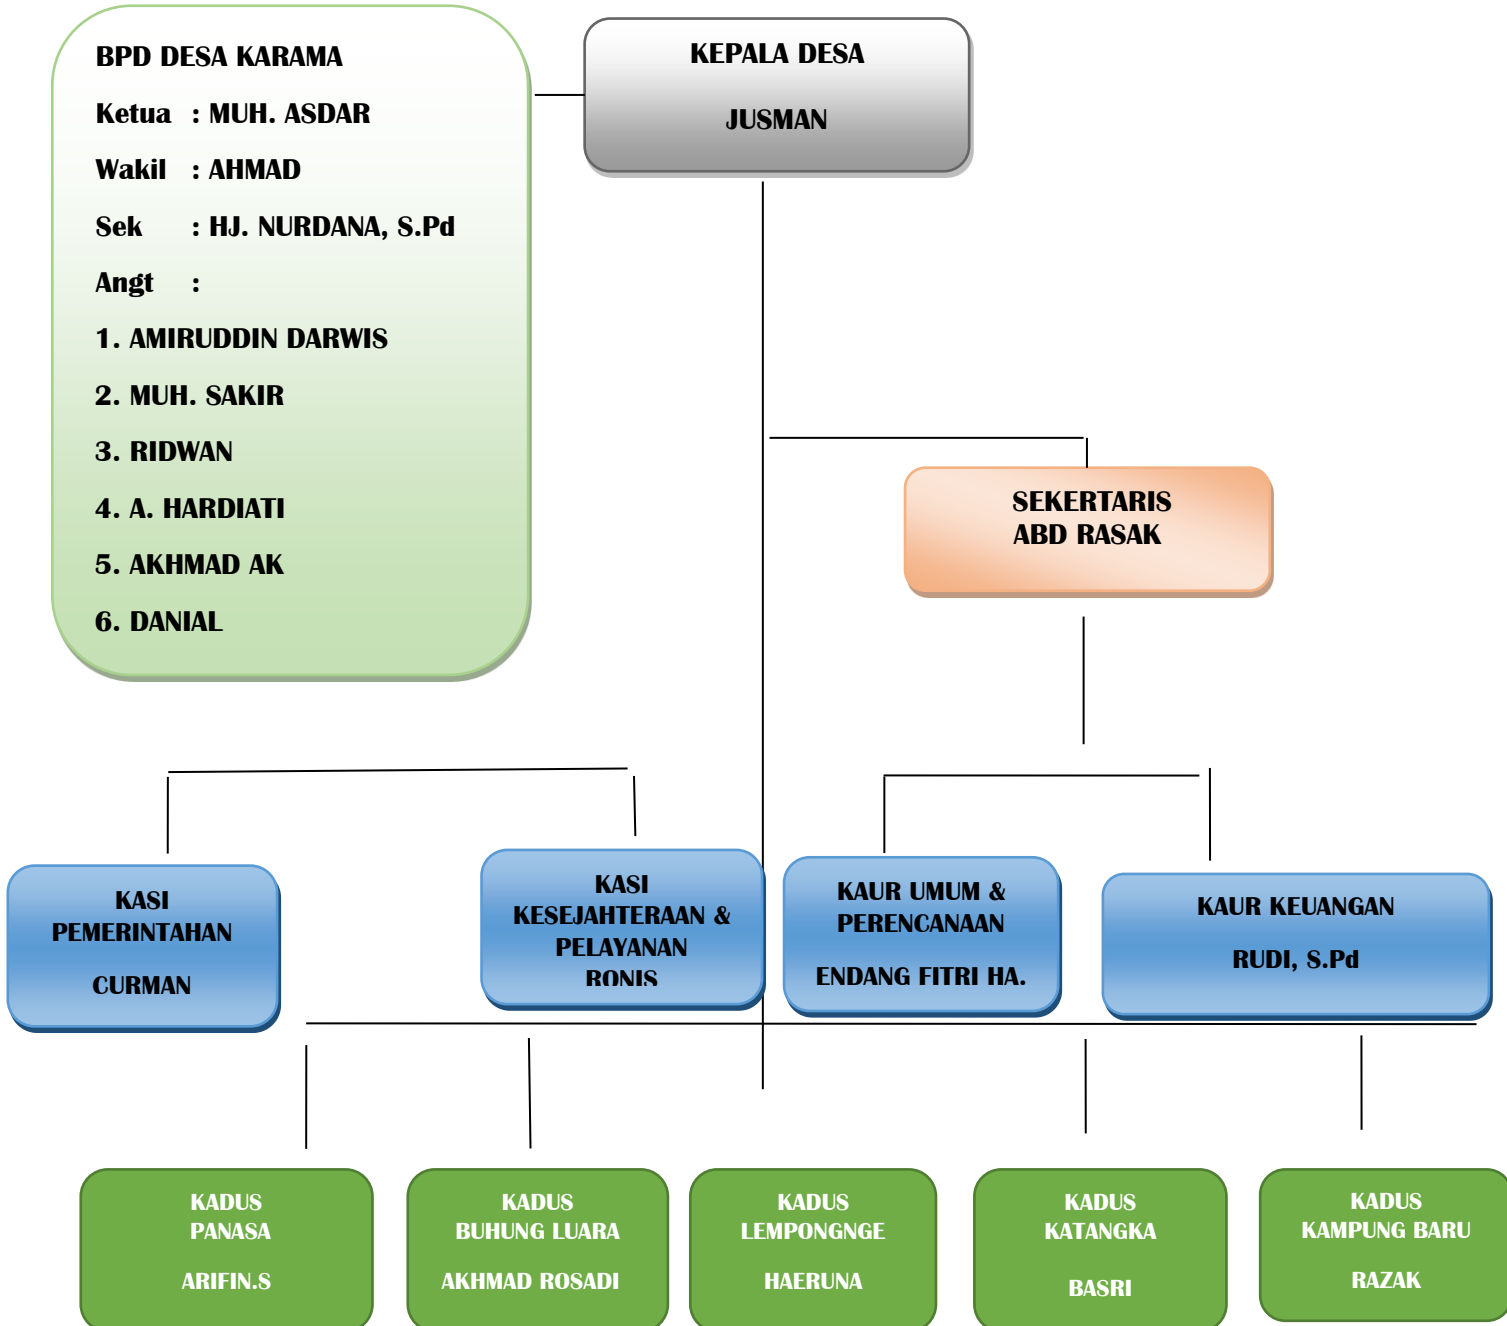 BPD DESA KARAMA
Ketua : MUH. ASDAR
Wakil : AHMAD
Sek : HJ. NURDANA, S.Pd
Angt :
1. AMIRUDDIN DARWIS
2. MUH. SAKIR
3. RIDWAN
4. A. HARDIATI
5. AKHMAD AK
6. DANIAL
KEPALA DESA
JUSMAN
SEKERTARIS
ABD RASAK
KASI
PEMERINTAHAN
CURMAN
KASI
KESEJAHTERAAN &
PELAYANAN
RONIS
KAUR UMUM &
PERENCANAAN
ENDANG FITRI HA.
KAUR KEUANGAN
RUDI, S.Pd
KADUS
PANASA
ARIFIN.S
KADUS
BUHUNG LUARA
AKHMAD ROSADI
KADUS
LEMPONGNGE
HAERUNA
KADUS
KATANGKA
BASRI
KADUS
KAMPUNG BARU
RAZAK